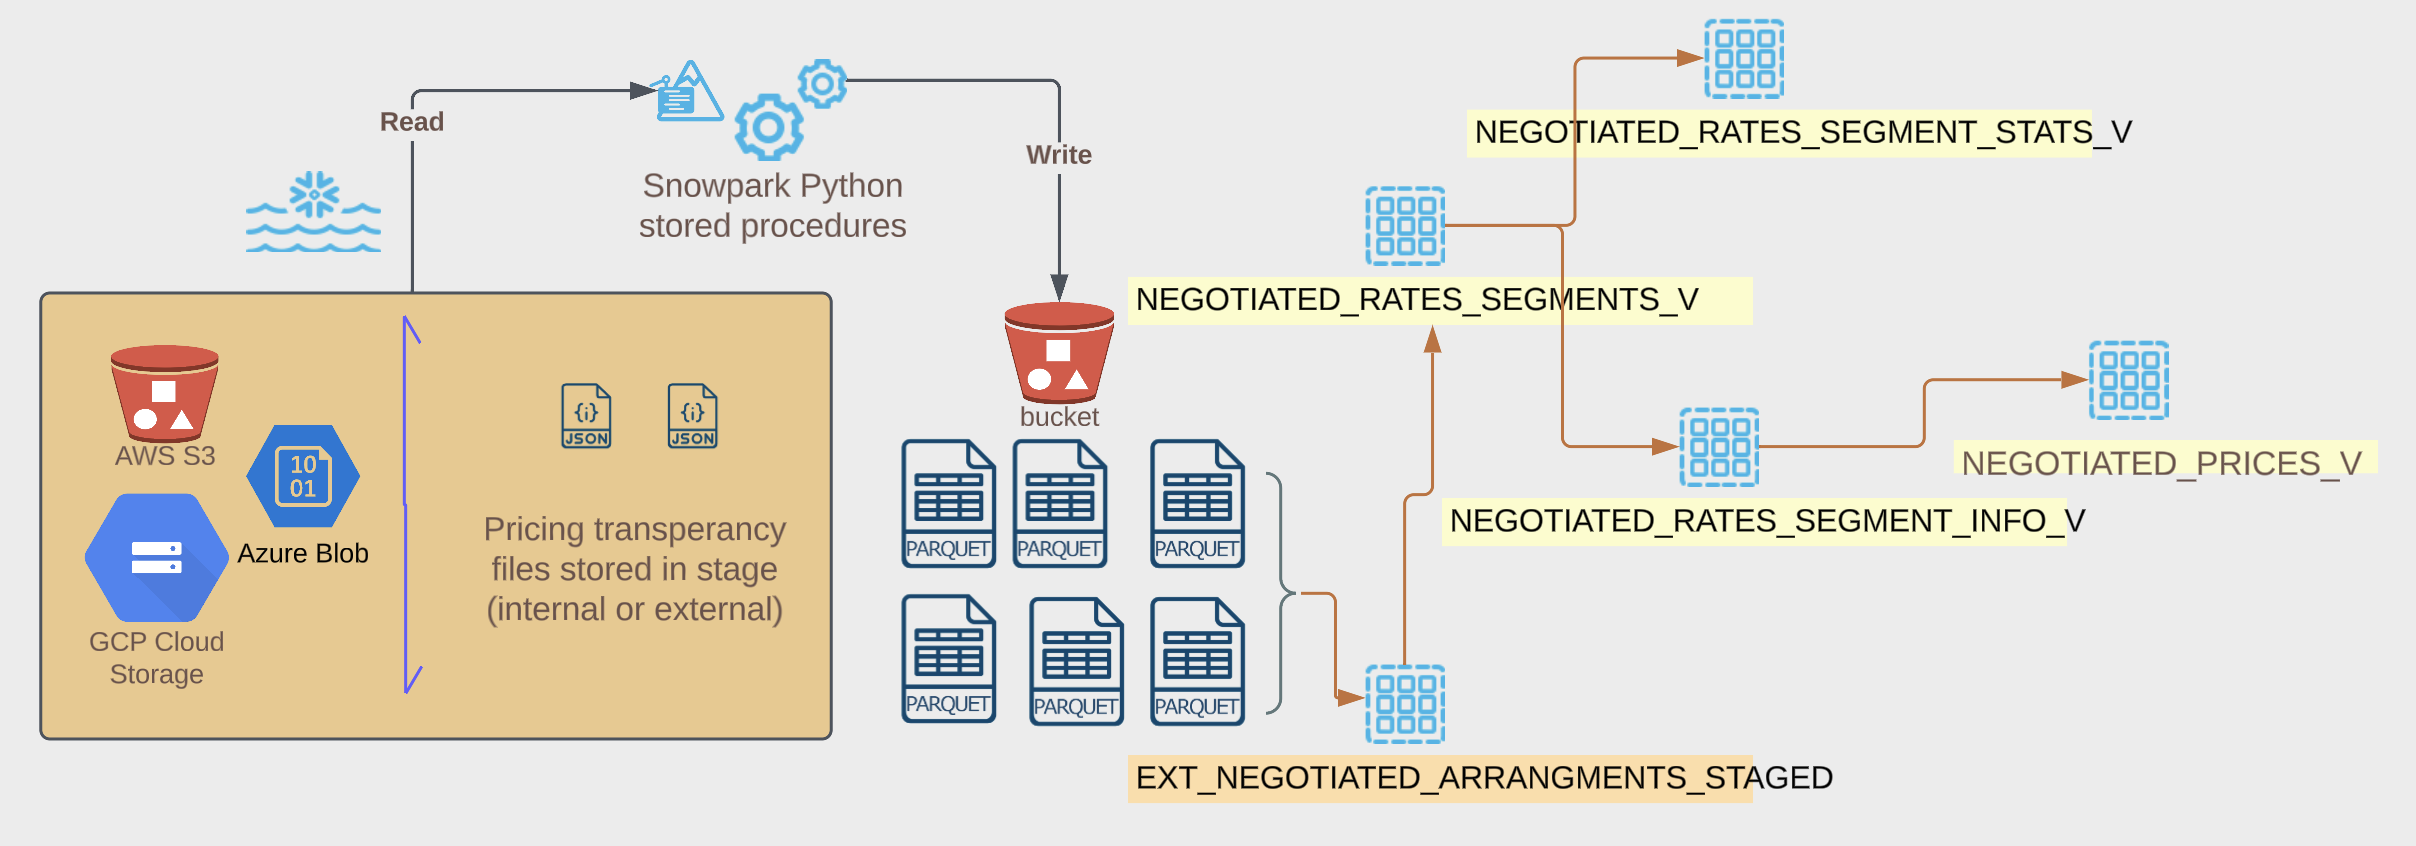 Read
Snowpark Python
stored procedures
Write
AWS S3
10
01
Azure Blob
GCP Cloud
Storage
{i}
JSON
{i}
JSON
Pricing transperancy
files stored in stage
(internal or external)
bucket
PARQUET
PARQUET
PARQUET
PARQUET
PARQUET
PARQUET
NEGOTIATED_RATES_SEGMENT_STATS_V
NEGOTIATED_RATES_SEGMENTS_V
NEGOTIATED_PRICES_V
NEGOTIATED_RATES_SEGMENT_INFO_V
EXT_NEGOTIATED_ARRANGMENTS_STAGED